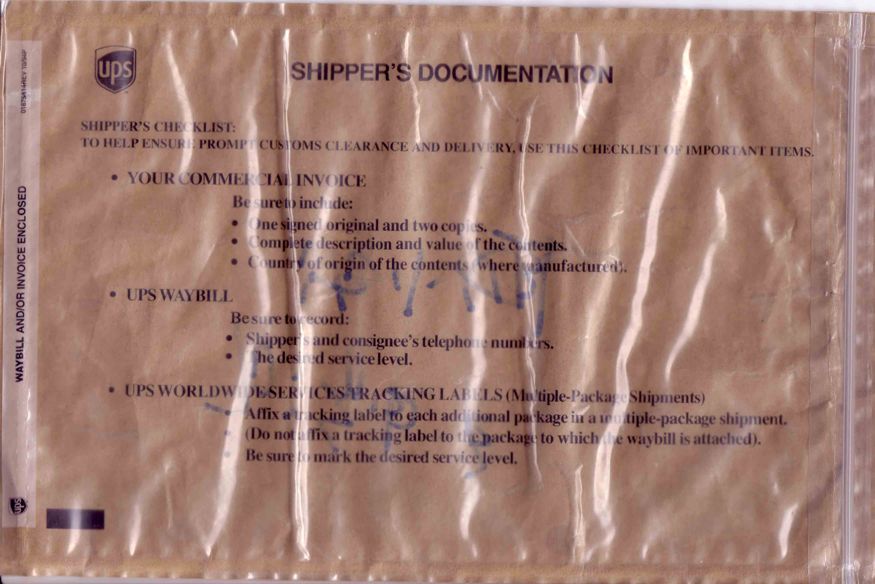 ups
SHIPPER'S DOCUMENTATION
SHIPPER'S CHECKLIST:
TO HELP ENSURE PROMPT CUSTOMS CLEARANCE AND DELIVERY, USE THIS CHECKLIST OF IMPORTANT ITEMS.
• YOUR COMMERCIAL INVOICE
Be sure to include:
• One signed original and two copies.
• Complete description and value of the contents.
• Country of origin of the contents (where manufactured).
• UPS WAYBILL
Be sure to record:
• Shipper's and consignee's telephone numbers.
• The desired service level.
• UPS WORLDWIDE SERVICES TRACKING LABELS (Multiple-Package Shipments)
Affix a tracking label to each additional package in a multiple-package shipment.
(Do not affix a tracking label to the package to which the waybill is attached).
Be sure to mark the desired service level.
WAYBILL AND/OR INVOICE ENCLOSED
ups